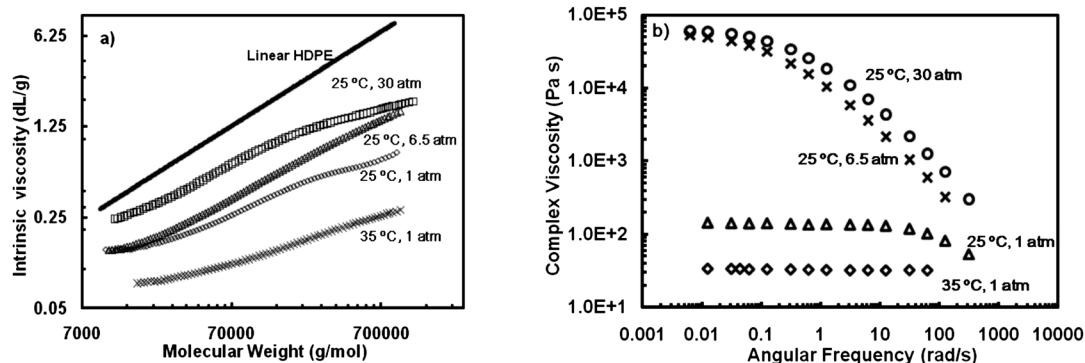 a)
Intrinsic viscosity (dL/g)
6.25
1.25
0.25
0.05
7000
70000
700000
Molecular Weight (g/mol)
Linear HDPE
25 ºC, 30 atm
25 ºC, 6.5 atm
25 ºC, 1 atm
35 ºC, 1 atm
b)
Complex Viscosity (Pa s)
1.0E+5
1.0E+4
1.0E+3
1.0E+2
1.0E+1
0.001
0.01
0.1
1
10
100
1000
Angular Frequency (rad/s)
25 ºC, 30 atm
25 ºC, 6.5 atm
25 ºC, 1 atm
35 ºC, 1 atm